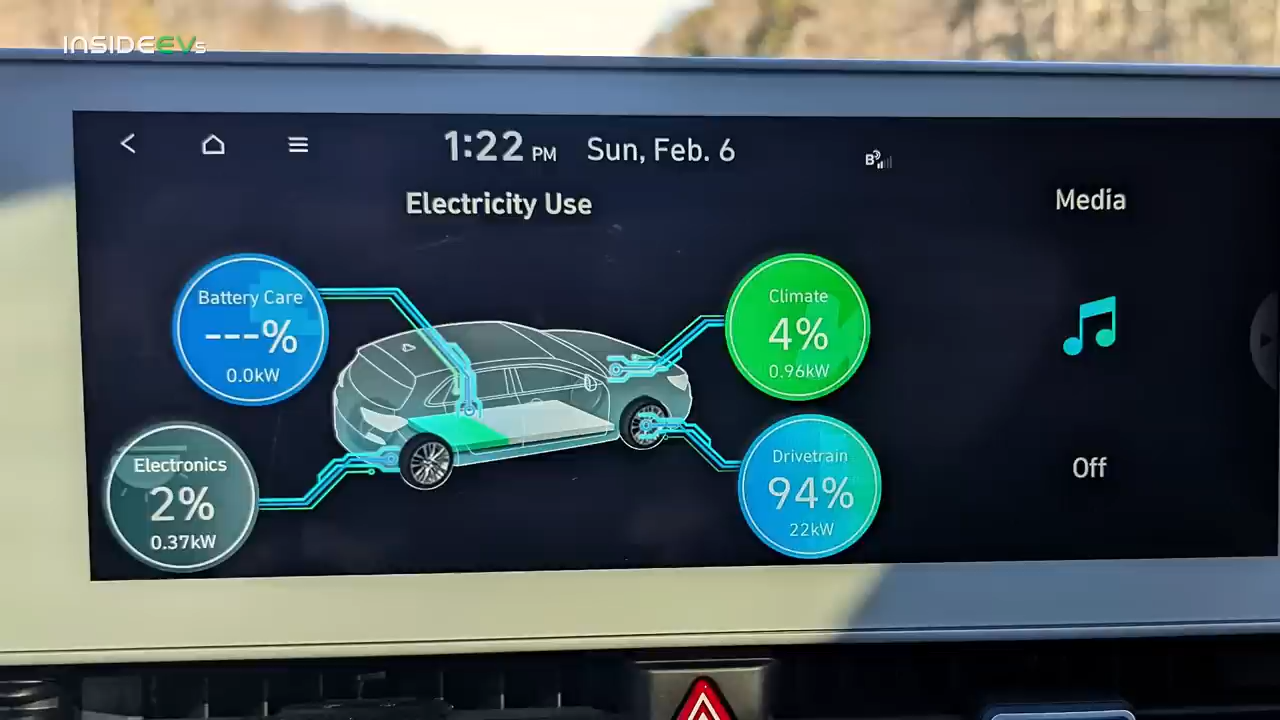 INSIDEEVs
1:22 PM Sun, Feb. 6
Electricity Use
Media
Battery Care
---%
0.0kW
Climate
4%
0.96kW
Electronics
2%
0.37kW
Drivetrain
94%
22kW
Off